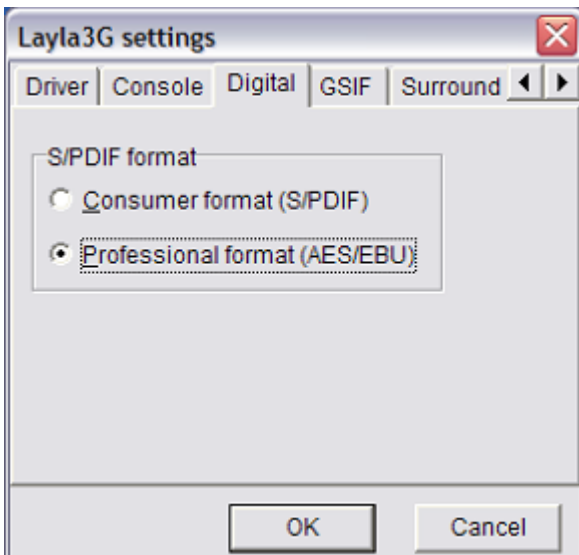 Layla3G settings
Driver Console Digital GSIF Surround
S/PDIF format
Consumer format (S/PDIF)
Professional format (AES/EBU)
OK Cancel